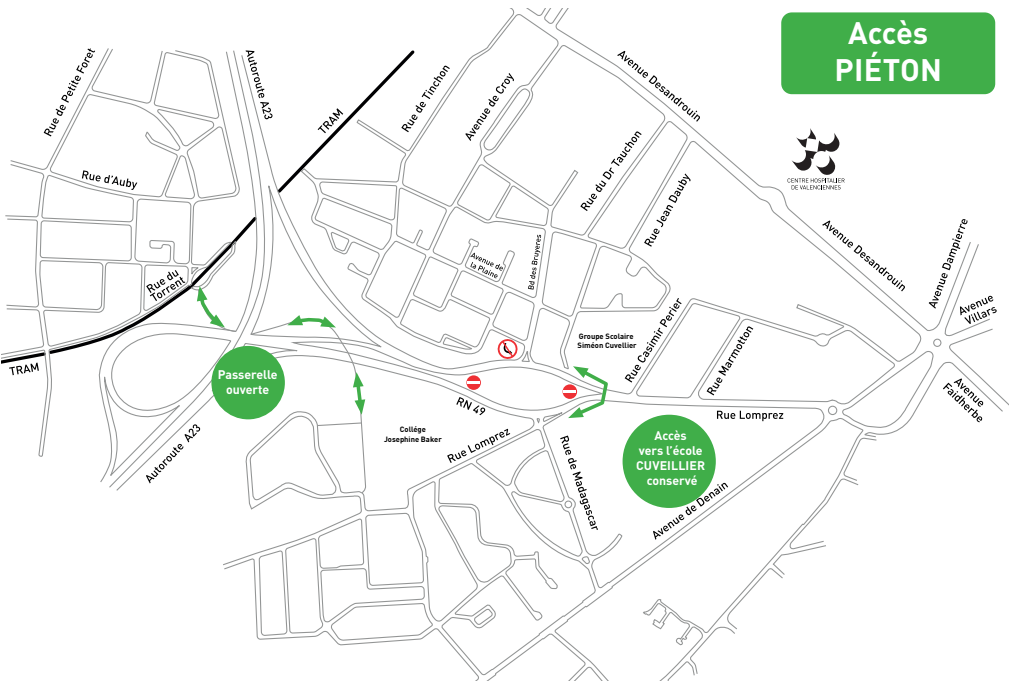 Accès
PIÉTON
Rue de Petite Foret
Autoroute A23
TRAM
Rue de Tinchon
Avenue de Croy
Avenue Desandrouin
Rue d'Auby
Rue du Dr Tauchon
Rue Jean Dauby
CENTRE HOSPITALIER
DE VALENCIENNES
Avenue Desandrouin
Avenue Dampierre
Avenue
Villars
Avenue
Faidherbe
Rue du
Torrent
Avenue de
la Plaine
Bd des Bruyeres
Groupe Scolaire
Siméon Cuvellier
Rue Casimir Perier
Rue Marmotton
TRAM
Passerelle
ouverte
Autoroute A23
RN 49
Collége
Josephine Baker
Rue Lomprez
Rue de Madagascar
Rue Lomprez
Accès
vers l'école
CUVEILLIER
conservé
Avenue de Denain